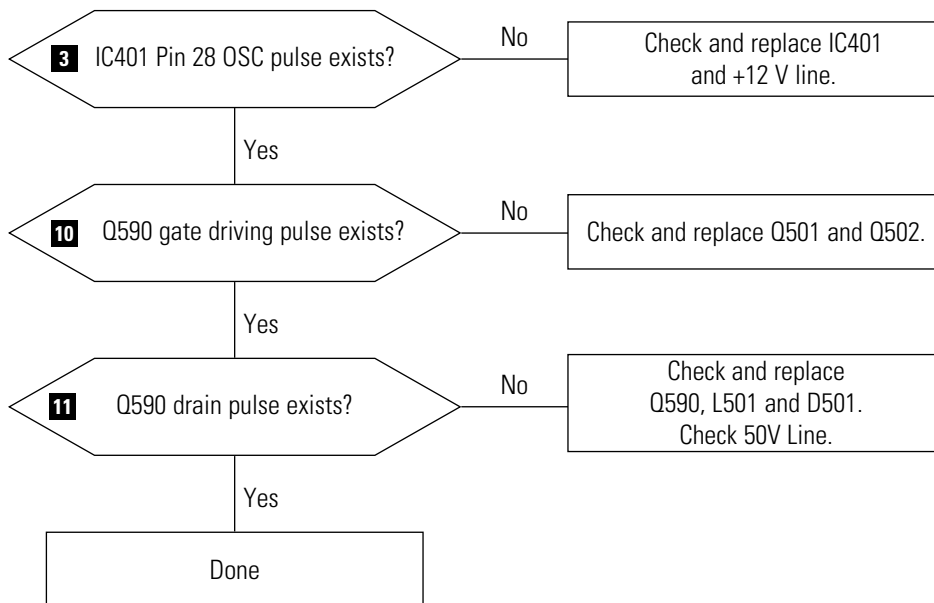 3 IC401 Pin 28 OSC pulse exists?
No
Check and replace IC401
and +12 V line.
Yes
10 Q590 gate driving pulse exists?
No
Check and replace Q501 and Q502.
Yes
11 Q590 drain pulse exists?
No
Check and replace
Q590, L501 and D501.
Check 50V Line.
Yes
Done